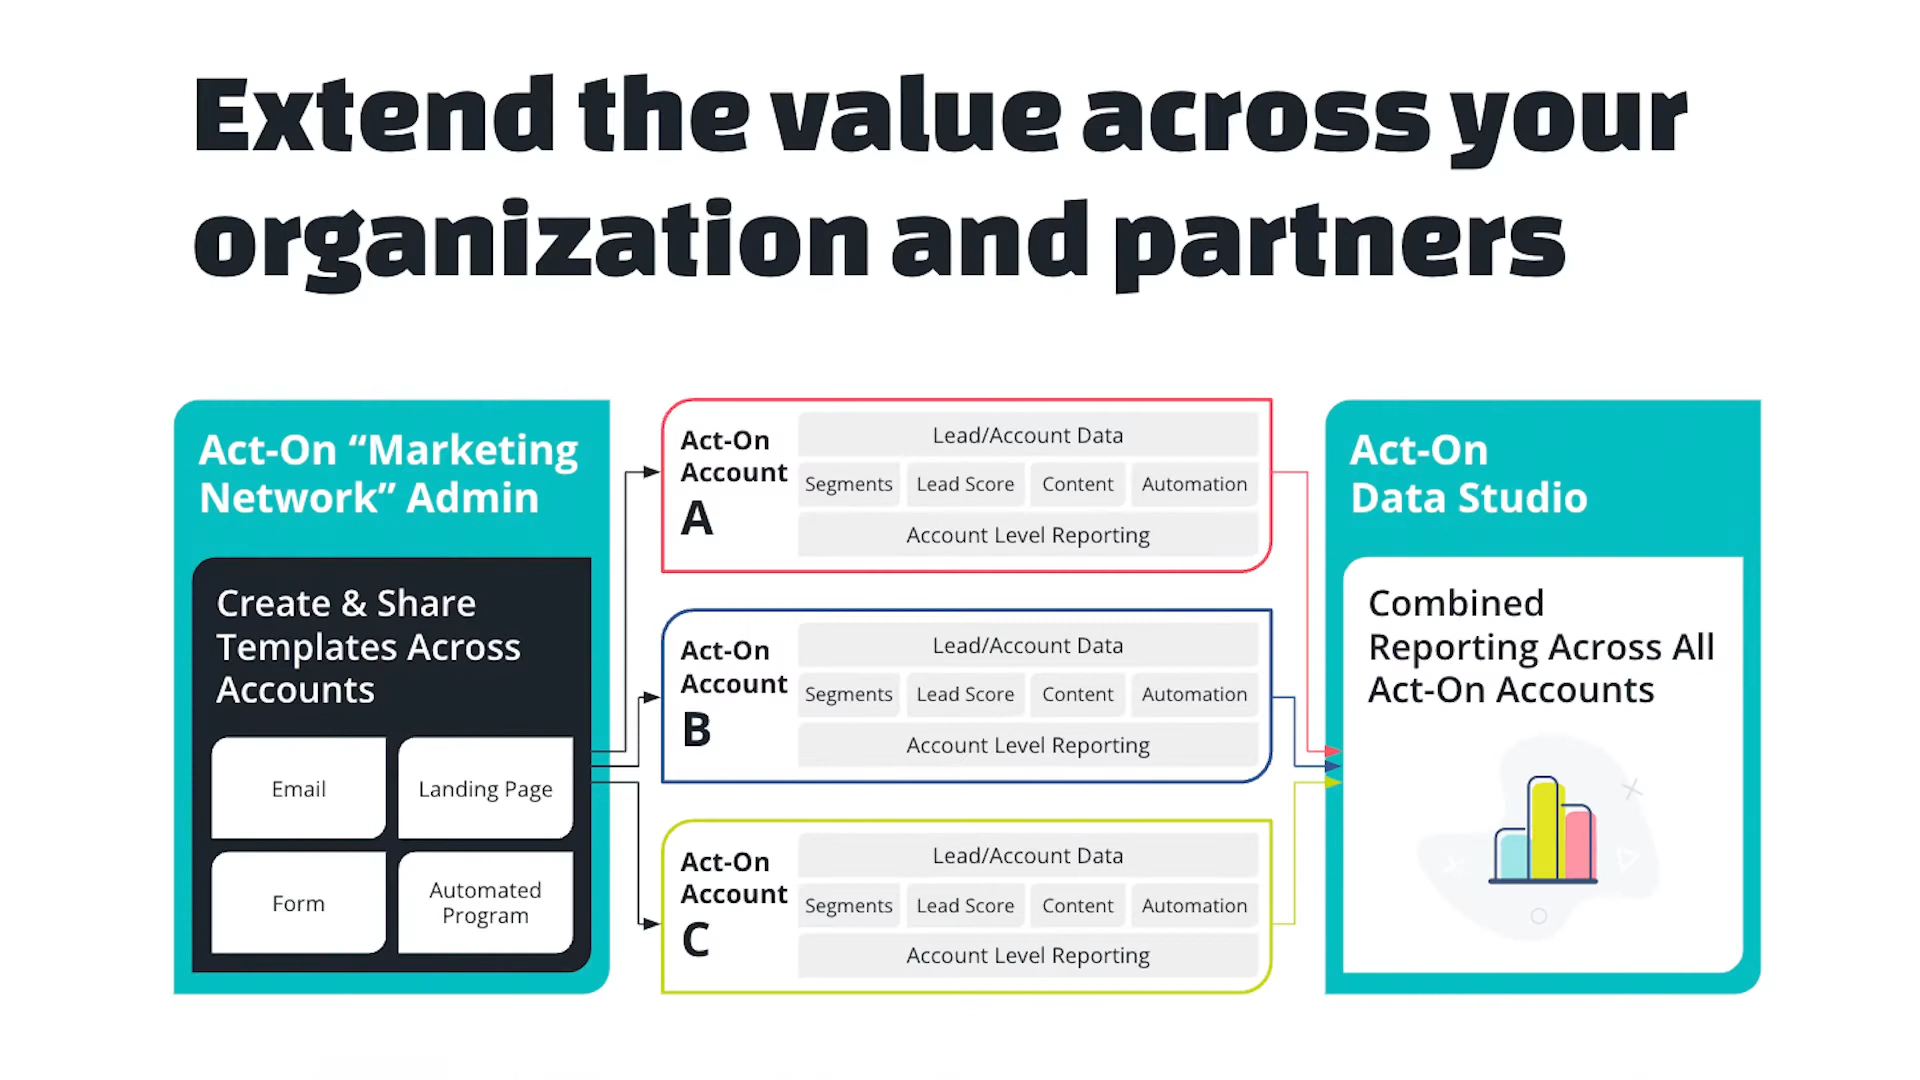 Extend the value across your
organization and partners
Act-On “Marketing
Network” Admin
Create & Share
Templates Across
Accounts
Email
Landing Page
Form
Automated
Program
Act-On
Account
A
Lead/Account Data
Segments
Lead Score
Content
Automation
Account Level Reporting
Act-On
Account
B
Lead/Account Data
Segments
Lead Score
Content
Automation
Account Level Reporting
Act-On
Account
C
Lead/Account Data
Segments
Lead Score
Content
Automation
Account Level Reporting
Act-On
Data Studio
Combined
Reporting Across All
Act-On Accounts